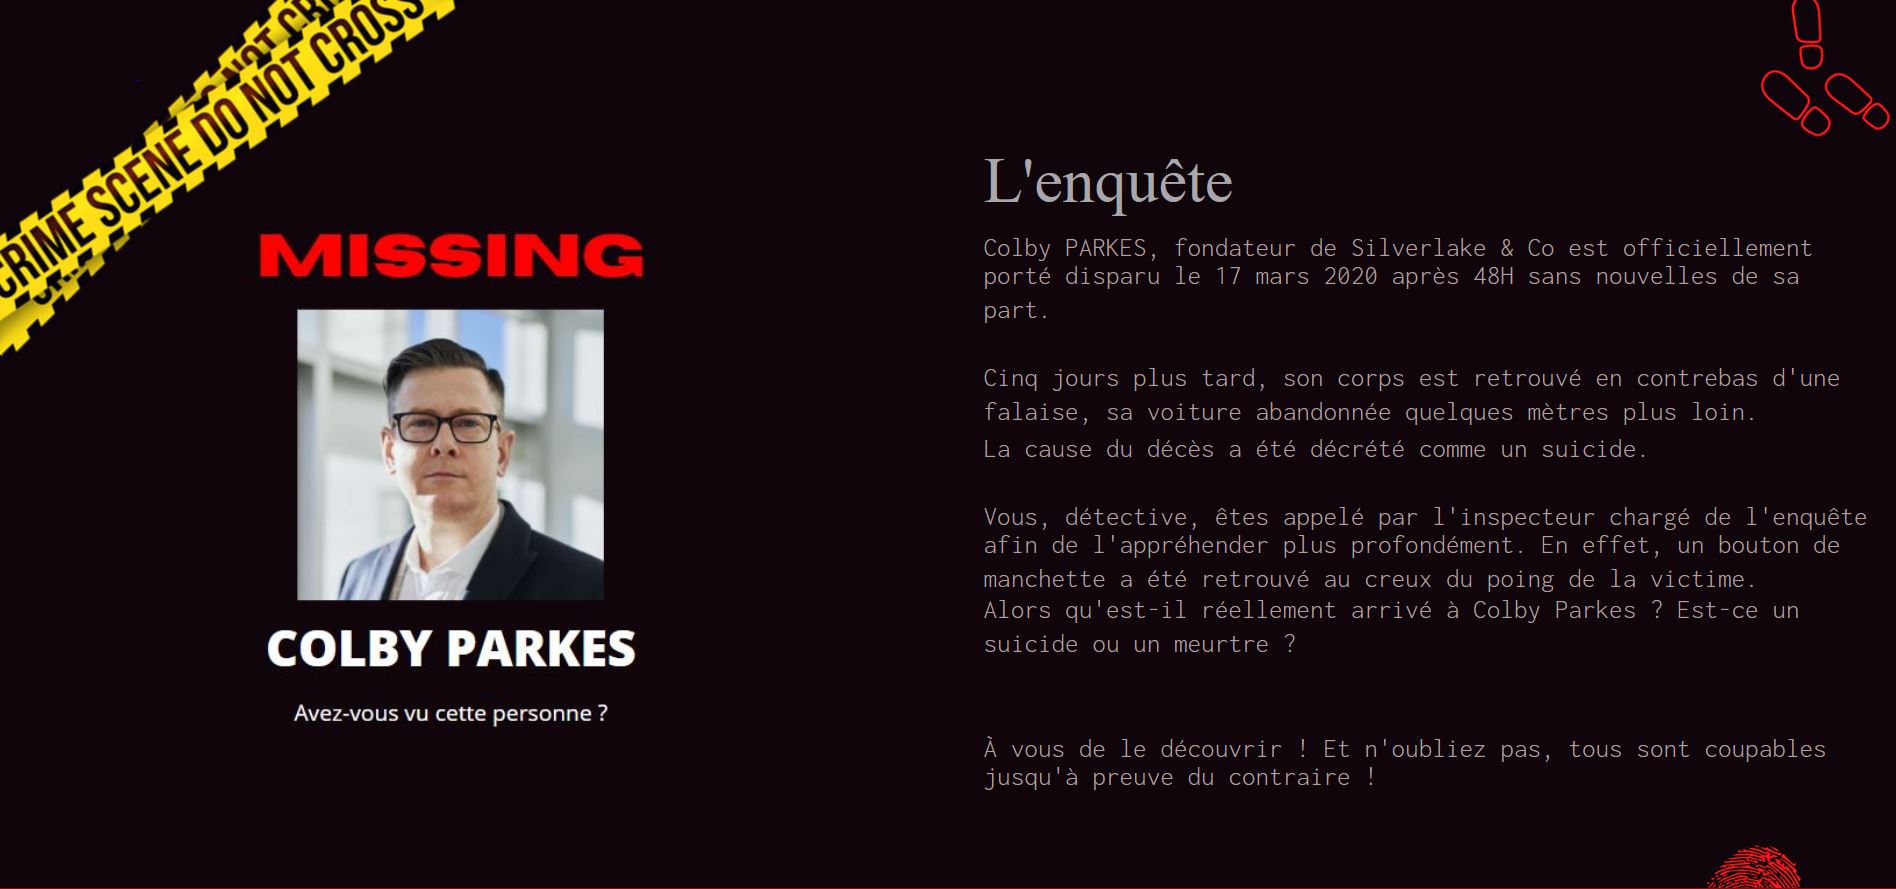 CRIME SCENE DO NOT CROSS
NOT CR
MISSING
COLBY PARKES
Avez-vous vu cette personne ?
L'enquête
Colby PARKES, fondateur de Silverlake & Co est officiellement
porté disparu le 17 mars 2020 après 48H sans nouvelles de sa
part.
Cinq jours plus tard, son corps est retrouvé en contrebas d'une
falaise, sa voiture abandonnée quelques mètres plus loin.
La cause du décès a été décrété comme un suicide.
Vous, détective, êtes appelé par l'inspecteur chargé de l'enquête
afin de l'appréhender plus profondément. En effet, un bouton de
manchette a été retrouvé au creux du poing de la victime.
Alors qu'est-il réellement arrivé à Colby Parkes ? Est-ce un
suicide ou un meurtre ?
À vous de le découvrir ! Et n'oubliez pas, tous sont coupables
jusqu'à preuve du contraire !